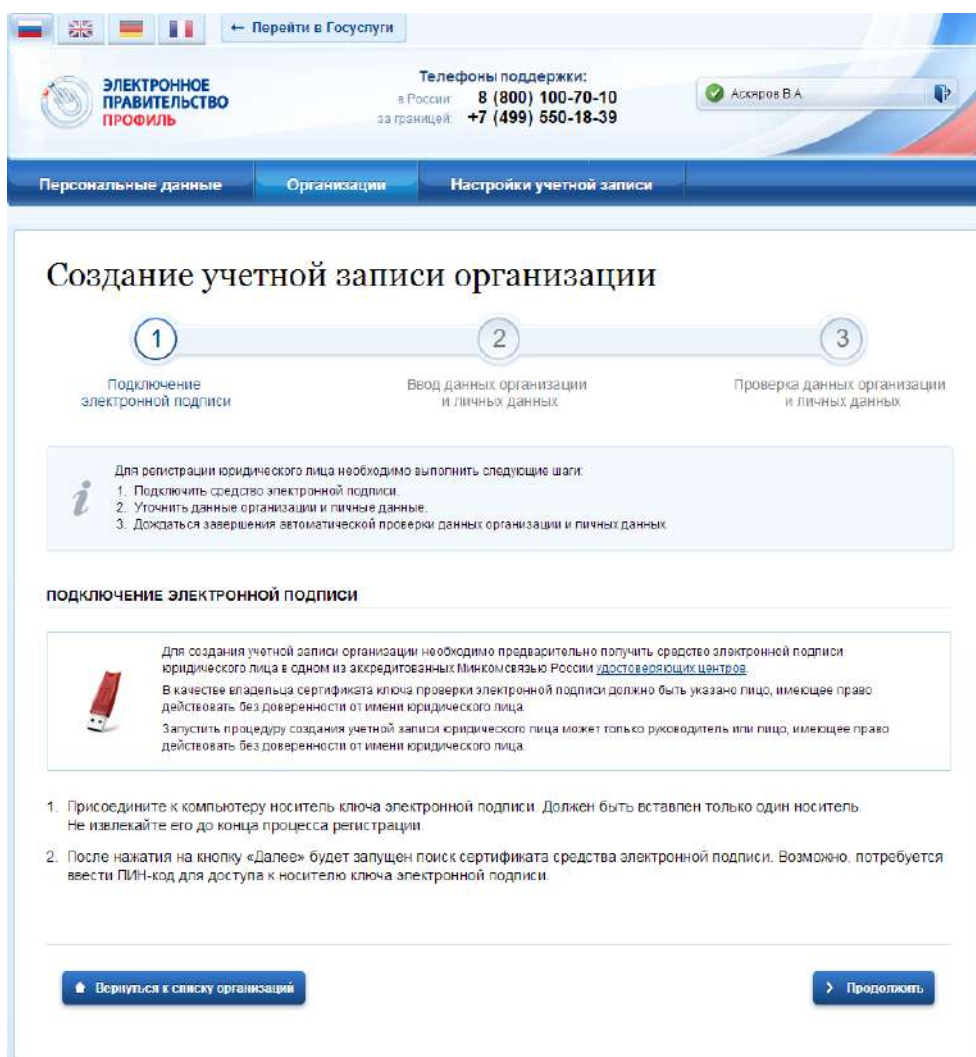 ← Перейти в Госуслуги
ЭЛЕКТРОННОЕ
ПРАВИТЕЛЬСТВО
ПРОФИЛЬ
Телефоны поддержки:
в России: 8 (800) 100-70-10
за границей: +7 (499) 550-18-39
Аскяров В.А.
Персональные данные Организации Настройки учетной записи
Создание учетной записи организации
1 2 3
Подключение
электронной подписи
Ввод данных организации
и личных данных
Проверка данных организации
и личных данных
Для регистрации юридического лица необходимо выполнить следующие шаги:
1. Подключить средство электронной подписи.
2. Уточнить данные организации и личные данные.
3. Дождаться завершения автоматической проверки данных организации и личных данных
ПОДКЛЮЧЕНИЕ ЭЛЕКТРОННОЙ ПОДПИСИ
Для создания учетной записи организации необходимо предварительно получить средство электронной подписи
юридического лица в одном из аккредитованных Минкомсвязью России удостоверяющих центров.
В качестве владельца сертификата ключа проверки электронной подписи должно быть указано лицо, имеющее право
действовать без доверенности от имени юридического лица.
Запустить процедуру создания учетной записи юридического лица может только руководитель или лицо, имеющее право
действовать без доверенности от имени юридического лица.
1. Присоедините к компьютеру носитель ключа электронной подписи. Должен быть вставлен только один носитель.
Не извлекайте его до конца процесса регистрации.
2. После нажатия на кнопку «Далее» будет запущен поиск сертификата средства электронной подписи. Возможно, потребуется
ввести ПИН-код для доступа к носителю ключа электронной подписи.
Вернуться к списку организаций
Продолжить